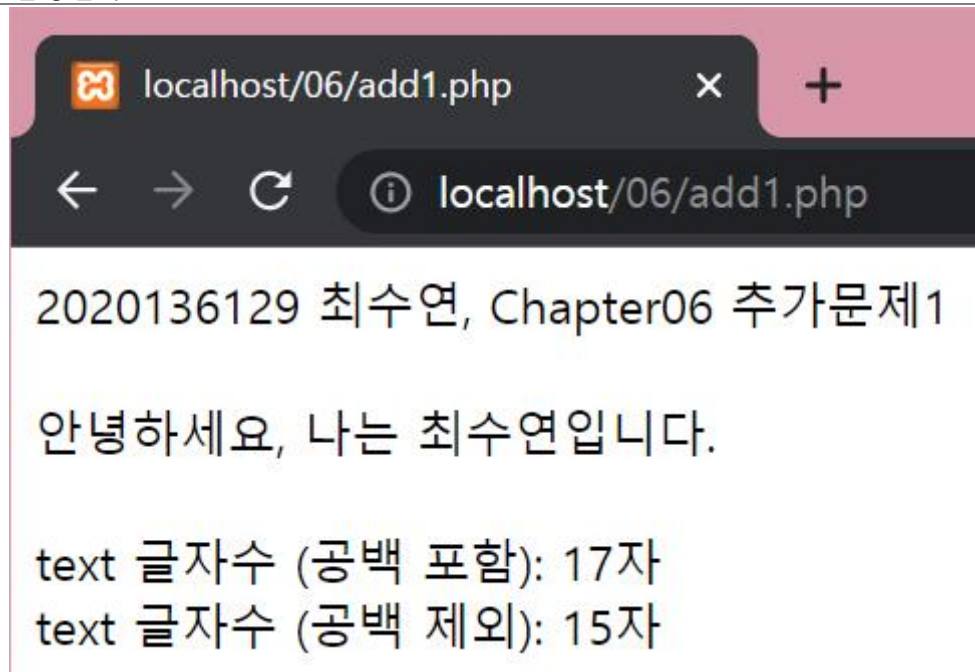 localhost/06/add1.php
localhost/06/add1.php
2020136129 최수연, Chapter06 추가문제1
안녕하세요, 나는 최수연입니다.
text 글자수 (공백 포함): 17자
text 글자수 (공백 제외): 15자